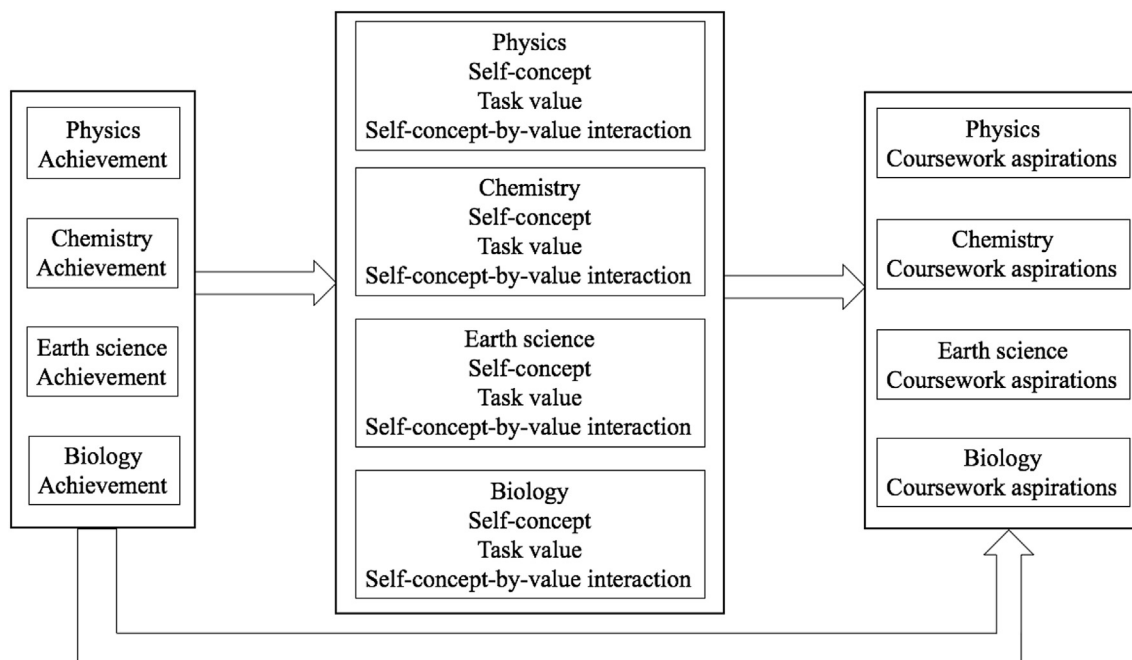 Physics
Achievement
Chemistry
Achievement
Earth science
Achievement
Biology
Achievement
Physics
Self-concept
Task value
Self-concept-by-value interaction
Chemistry
Self-concept
Task value
Self-concept-by-value interaction
Earth science
Self-concept
Task value
Self-concept-by-value interaction
Biology
Self-concept
Task value
Self-concept-by-value interaction
Physics
Coursework aspirations
Chemistry
Coursework aspirations
Earth science
Coursework aspirations
Biology
Coursework aspirations